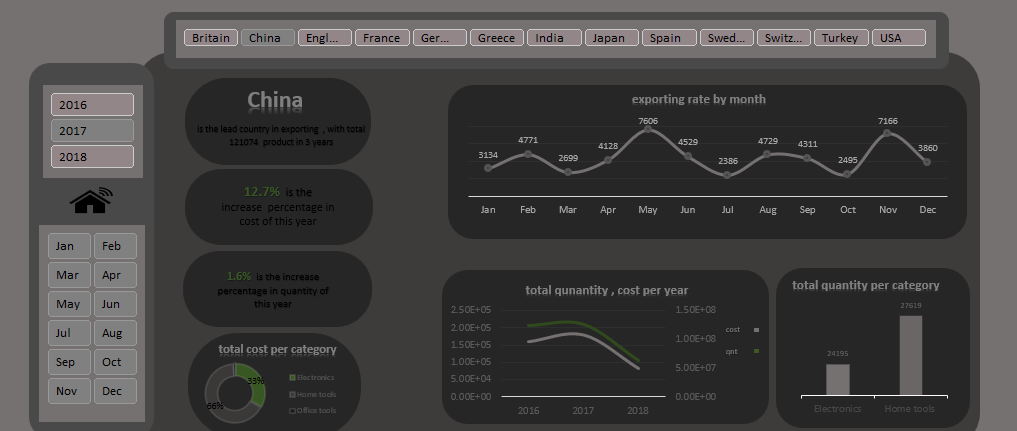 Britain
China
Engl...
France
Ger...
Greece
India
Japan
Spain
Swed...
Switz...
Turkey
USA
2016
2017
2018
Jan
Feb
Mar
Apr
May
Jun
Jul
Aug
Sep
Oct
Nov
Dec
China
is the lead country in exporting , with total
121074 product in 3 years
12.7% is the
increase percentage in
cost of this year
1.6% is the increase
percentage in quantity of
this year
total cost per category
33%
66%
Electronics
Home tools
Office tools
exporting rate by month
3134
4771
2699
4128
7606
4529
2386
4729
4311
2495
7166
3860
Jan
Feb
Mar
Apr
May
Jun
Jul
Aug
Sep
Oct
Nov
Dec
total qunantity , cost per year
2.50E+05
2.00E+05
1.50E+05
1.00E+05
5.00E+04
0.00E+00
1.50E+08
1.00E+08
5.00E+07
0.00E+00
2016
2017
2018
cost
qnt
total quantity per category
24195
27619
Electronics
Home tools